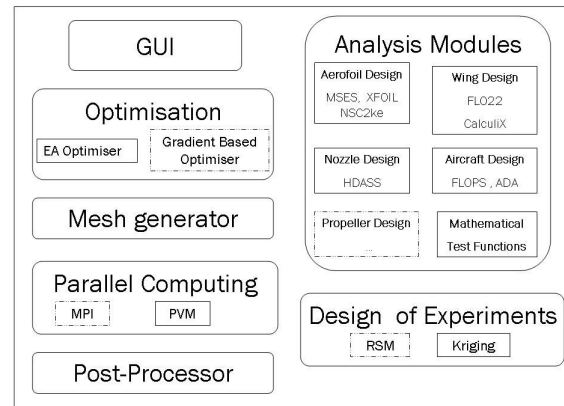 GUI
Optimisation
EA Optimiser
Gradient Based
Optimiser
Mesh generator
Parallel Computing
MPI
PVM
Post-Processor
Analysis Modules
Aerofoil Design
MSES, XFOIL
NSC2ke
Wing Design
FLO22
CalculiX
Nozzle Design
HDASS
Aircraft Design
FLOPS , ADA
Propeller Design
...
Mathematical
Test Functions
Design of Experiments
RSM
Kriging